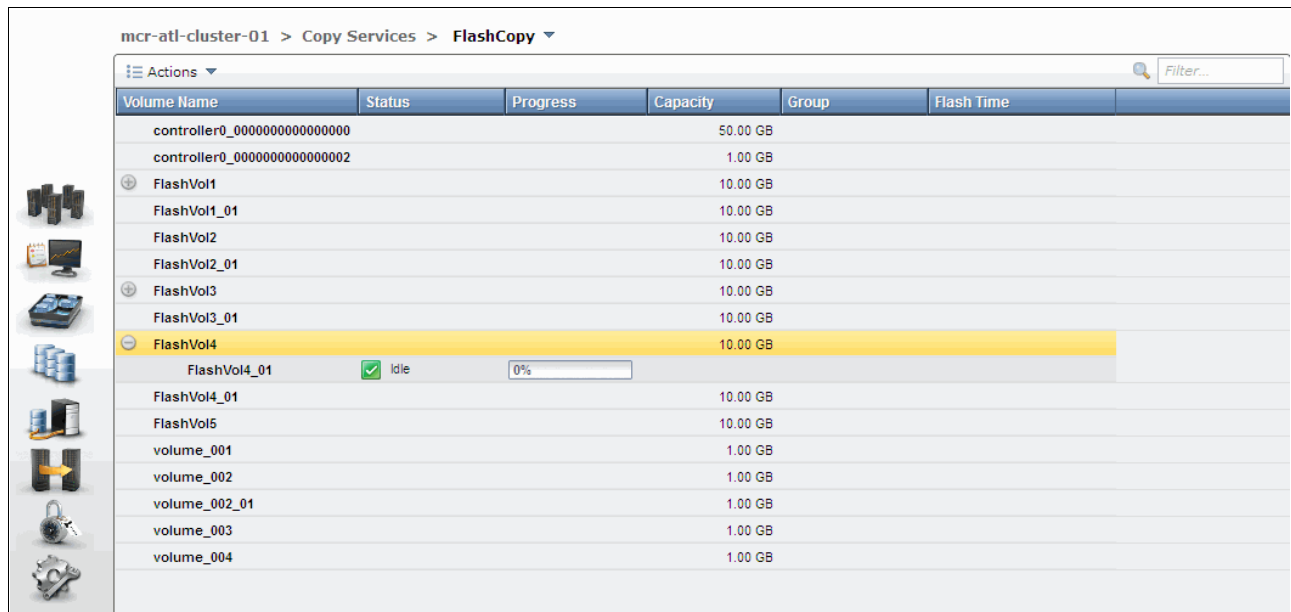 mcr-atl-cluster-01 > Copy Services > FlashCopy
Actions Filter...
Volume Name Status Progress Capacity Group Flash Time
controller0_0000000000000000 50.00 GB
controller0_0000000000000002 1.00 GB
FlashVol1 10.00 GB
FlashVol1_01 10.00 GB
FlashVol2 10.00 GB
FlashVol2_01 10.00 GB
FlashVol3 10.00 GB
FlashVol3_01 10.00 GB
FlashVol4 10.00 GB
FlashVol4_01 Idle 0%
FlashVol4_01 10.00 GB
FlashVol5 10.00 GB
volume_001 1.00 GB
volume_002 1.00 GB
volume_002_01 1.00 GB
volume_003 1.00 GB
volume_004 1.00 GB